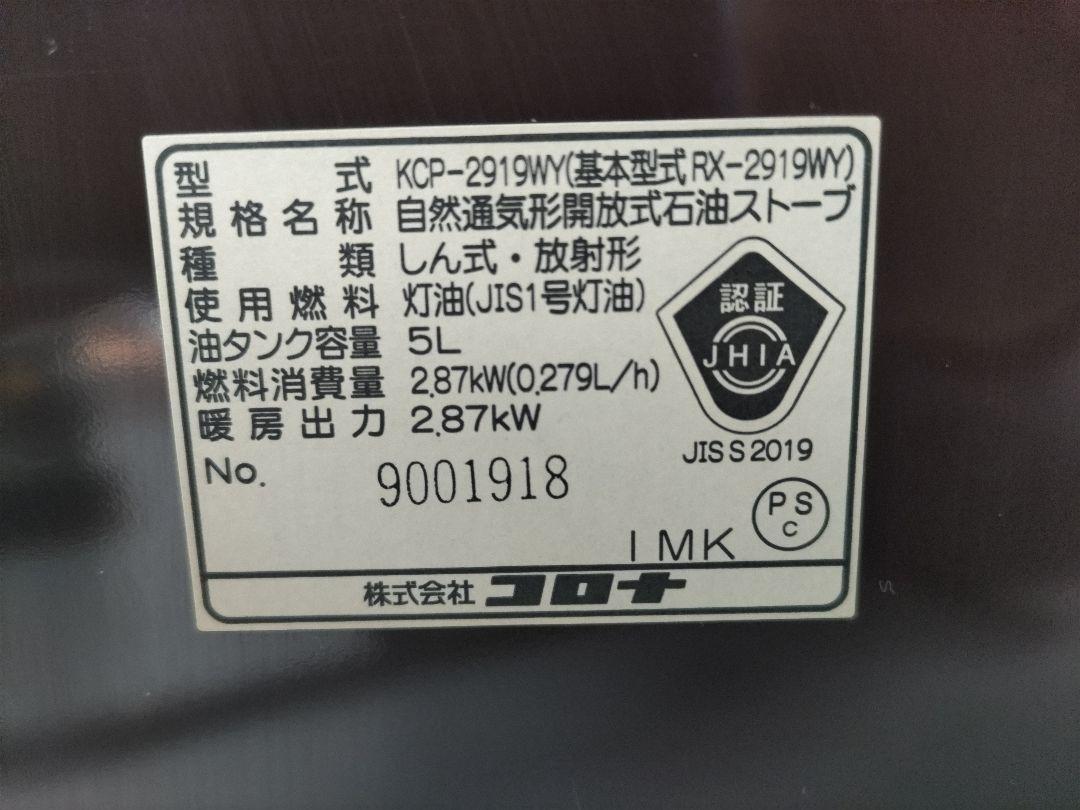 型式 KCP-2919WY(基本型式RX-2919WY)
規格名称 自然通気形開放式石油ストーブ
種類 しん式・放射形
使用燃料 灯油(JIS1号灯油)
油タンク容量 5L
燃料消費量 2.87kW(0.279L/h)
暖房出力 2.87kW
認証
JHIA
JIS S 2019
No. 9001918
PS
C
IMK
株式会社コロナ